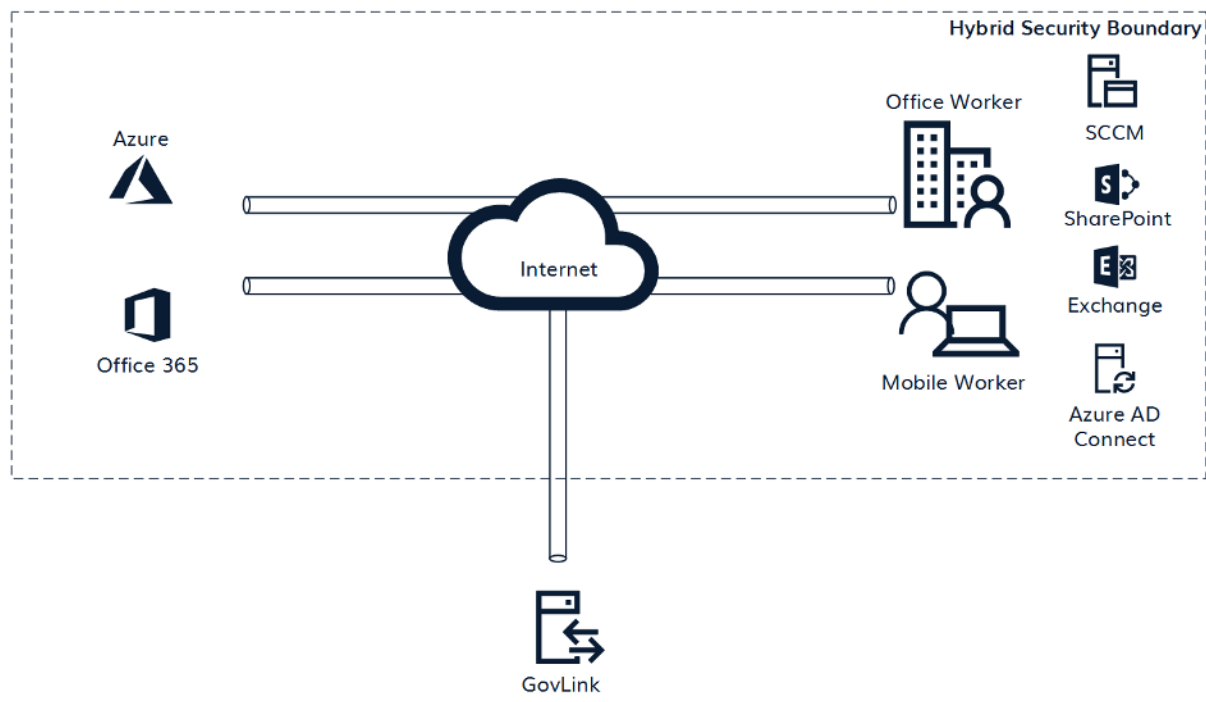 Hybrid Security Boundary
Azure
Office 365
Internet
Office Worker
Mobile Worker
SCCM
S
SharePoint
E
Exchange
Azure AD
Connect
GovLink